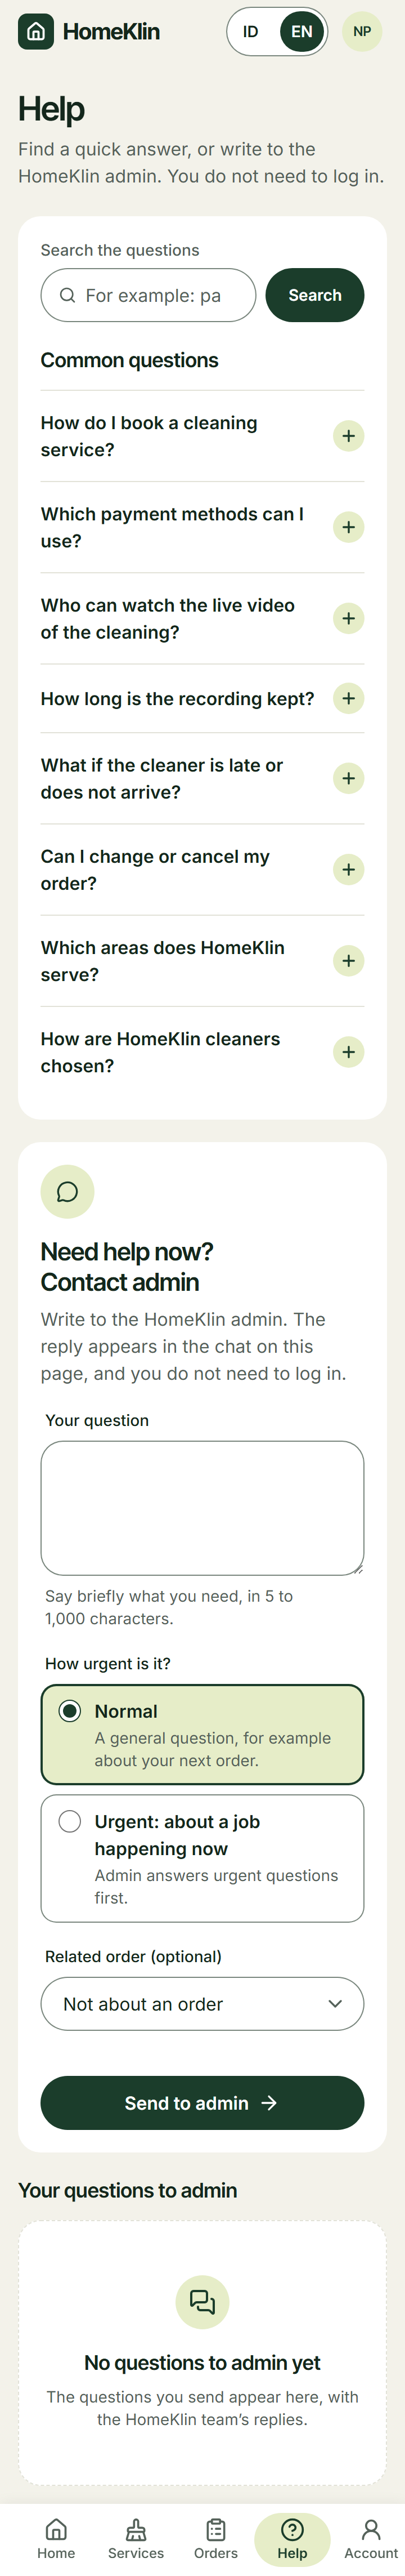 HomeKlin
ID
EN
NP
Help
Find a quick answer, or write to the
HomeKlin admin. You do not need to log in.
Search the questions
For example: pa
Search
Common questions
How do I book a cleaning
service?
Which payment methods can I
use?
Who can watch the live video
of the cleaning?
How long is the recording kept?
What if the cleaner is late or
does not arrive?
Can I change or cancel my
order?
Which areas does HomeKlin
serve?
How are HomeKlin cleaners
chosen?
Need help now?
Contact admin
Write to the HomeKlin admin. The
reply appears in the chat on this
page, and you do not need to log in.
Your question
Say briefly what you need, in 5 to
1,000 characters.
How urgent is it?
Normal
A general question, for example
about your next order.
Urgent: about a job
happening now
Admin answers urgent questions
first.
Related order (optional)
Not about an order
Send to admin
Your questions to admin
No questions to admin yet
The questions you send appear here, with
the HomeKlin team's replies.
Home
Services
Orders
Help
Account